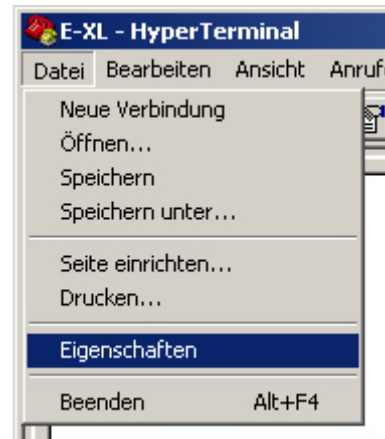 E-XL - HyperTerminal
Datei Bearbeiten Ansicht
Neue Verbindung
Öffnen...
Speichern
Speichern unter...
Seite einrichten...
Drucken...
Eigenschaften
Beenden Alt+F4